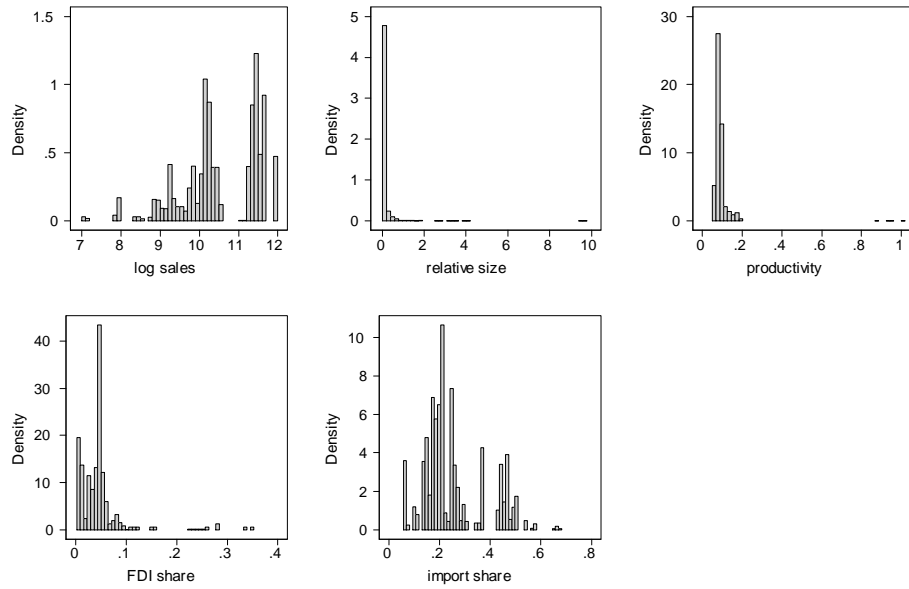 Density
1.5
1
.5
0
7 8 9 10 11 12
log sales
Density
5
4
3
2
1
0
0 2 4 6 8 10
relative size
Density
30
20
10
0
0 .2 .4 .6 .8 1
productivity
Density
40
30
20
10
0
0 .1 .2 .3 .4
FDI share
Density
10
8
6
4
2
0
0 .2 .4 .6 .8
import share